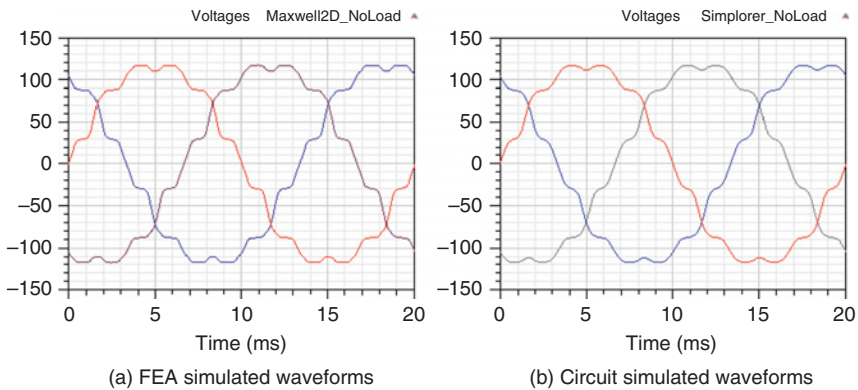 Voltages Maxwell2D_NoLoad
150
100
50
0
–50
–100
–150
0 5 10 15 20
Time (ms)
(a) FEA simulated waveforms
Voltages Simplorer_NoLoad
150
100
50
0
–50
–100
–150
0 5 10 15 20
Time (ms)
(b) Circuit simulated waveforms